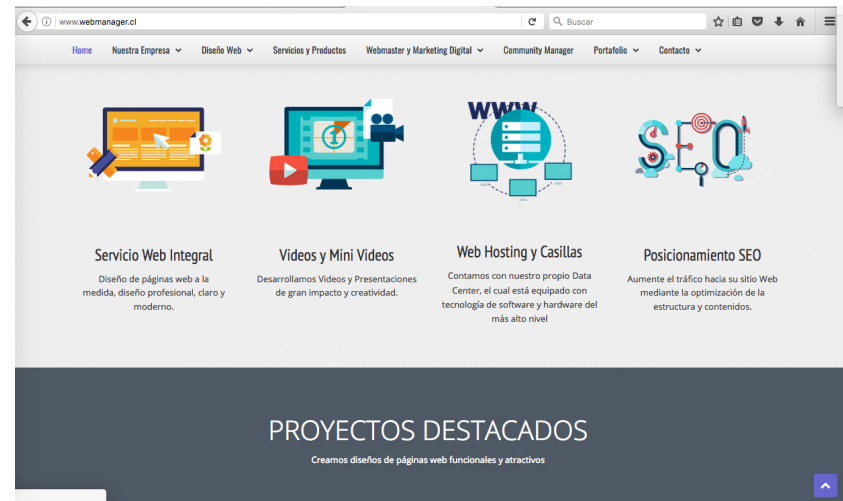 www.webmanager.cl
Buscar
Home Nuestra Empresa Diseño Web Servicios y Productos Webmaster y Marketing Digital Community Manager Portafolio Contacto
1
WWW
SEO
Servicio Web Integral
Diseño de páginas web a la
medida, diseño profesional, claro y
moderno.
Videos y Mini Videos
Desarrollamos Videos y Presentaciones
de gran impacto y creatividad.
Web Hosting y Casillas
Contamos con nuestro propio Data
Center, el cual está equipado con
tecnología de software y hardware del
más alto nivel
Posicionamiento SEO
Aumente el tráfico hacia su sitio Web
mediante la optimización de la
estructura y contenidos.
PROYECTOS DESTACADOS
Creamos diseños de páginas web funcionales y atractivos